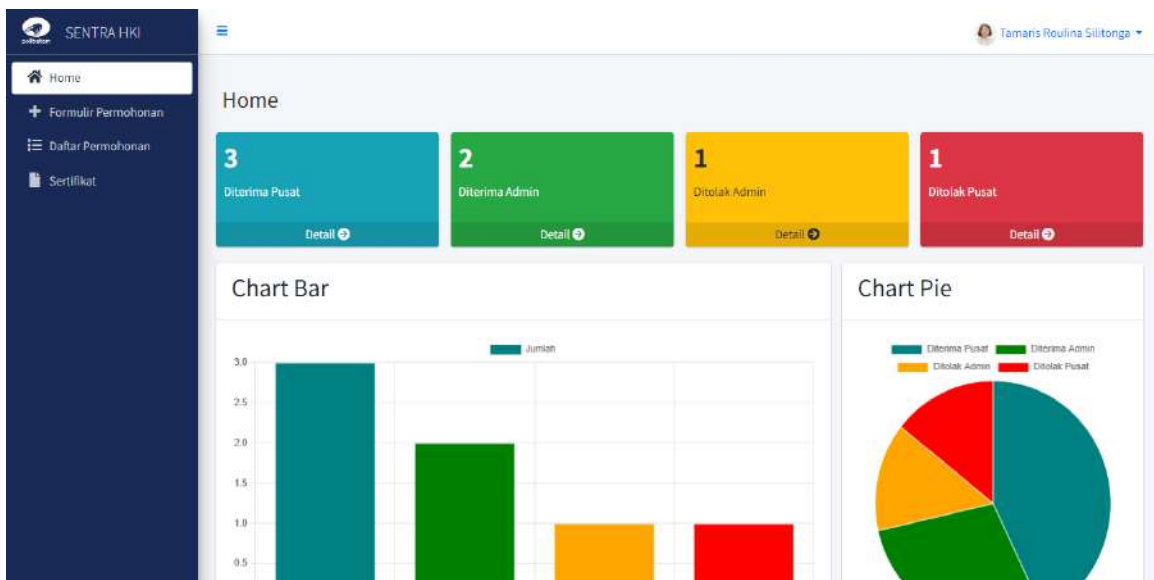 polibatam
SENTRA HKI
Tamaris Roulina Silitonga
Home
Formulir Permohonan
Daftar Permohonan
Sertifikat
Home
3
Diterima Pusat
Detail
2
Diterima Admin
Detail
1
Ditolak Admin
Detail
1
Ditolak Pusat
Detail
Chart Bar
Jumlah
3.0
2.5
2.0
1.5
1.0
0.5
Chart Pie
Diterima Pusat
Diterima Admin
Ditolak Admin
Ditolak Pusat